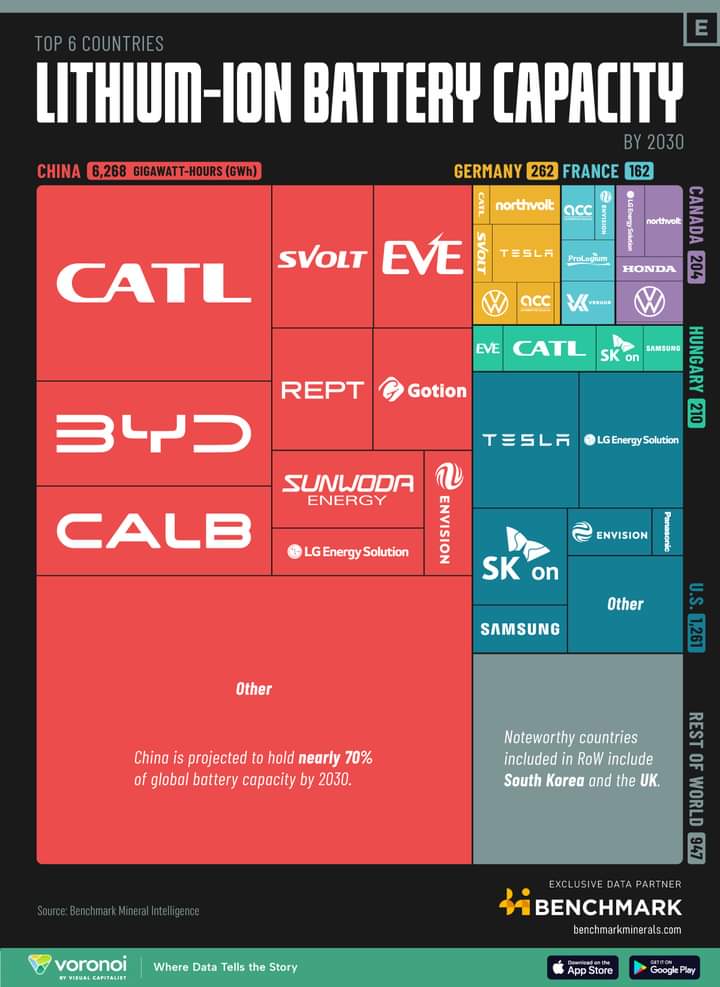 E
TOP 6 COUNTRIES
LITHIUM-ION BATTERY CAPACITY
BY 2030
CHINA 6,268 GIGAWATT-HOURS (GWh)
GERMANY 262
FRANCE 162
CANADA 204
HUNGARY 210
U.S. 1,261
REST OF WORLD 947
CATL
BYD
CALB
SVOLT
EVE
REPT
Gotion
SUNWODA
ENERGY
LG Energy Solution
ENVISION
Other
China is projected to hold nearly 70%
of global battery capacity by 2030.
CATL
northvolt
SVOLT
TESLA
acc
acc
ENVISION
ProLogium
VERKOR
LG Energy Solution
northvolt
HONDA
EVE
CATL
SK on
SAMSUNG
TESLA
LG Energy Solution
SK on
ENVISION
Panasonic
SAMSUNG
Other
Noteworthy countries
included in RoW include
South Korea and the UK.
Source: Benchmark Mineral Intelligence
EXCLUSIVE DATA PARTNER
BENCHMARK
benchmarkminerals.com
voronoi
BY VISUAL CAPITALIST
Where Data Tells the Story
Download on the
App Store
GET IT ON
Google Play